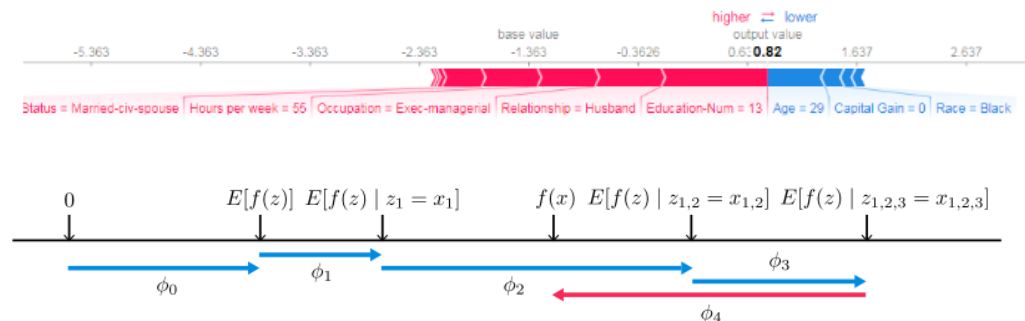 higher ⇄ lower
base value output value
-5.363 -4.363 -3.363 -2.363 -1.363 -0.3626 0.82 1.637 2.637
Status = Married-civ-spouse Hours per week = 55 Occupation = Exec-managerial Relationship = Husband Education-Num = 13 Age = 29 Capital Gain = 0 Race = Black
0 E[f(z)] E[f(z) | z₁ = x₁] f(x) E[f(z) | z₁,₂ = x₁,₂] E[f(z) | z₁,₂,₃ = x₁,₂,₃]
ϕ₀ ϕ₁ ϕ₂ ϕ₃
ϕ₄